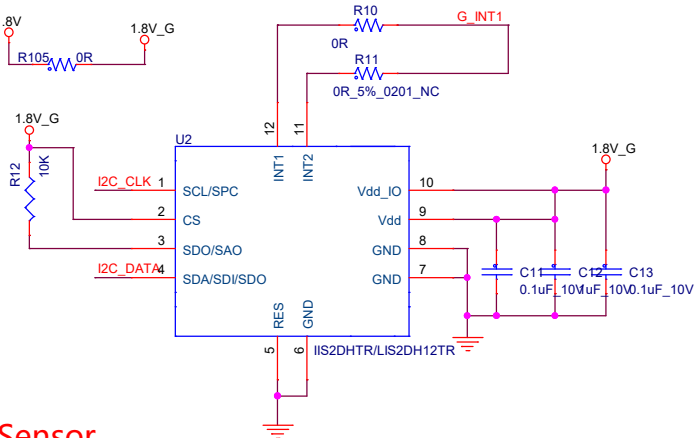 .8V
1.8V_G
R105
0R
R10
0R
G_INT1
R11
0R_5%_0201_NC
1.8V_G
R12
10K
U2
12
11
INT1
INT2
1.8V_G
I2C_CLK
1
SCL/SPC
Vdd_IO
10
2
CS
Vdd
9
3
SDO/SAO
GND
8
I2C_DATA
4
SDA/SDI/SDO
GND
7
C11
0.1uF_10V
C12
1uF_10V
C13
0.1uF_10V
RES
GND
5
6
IIS2DHTR/LIS2DH12TR
Sensor